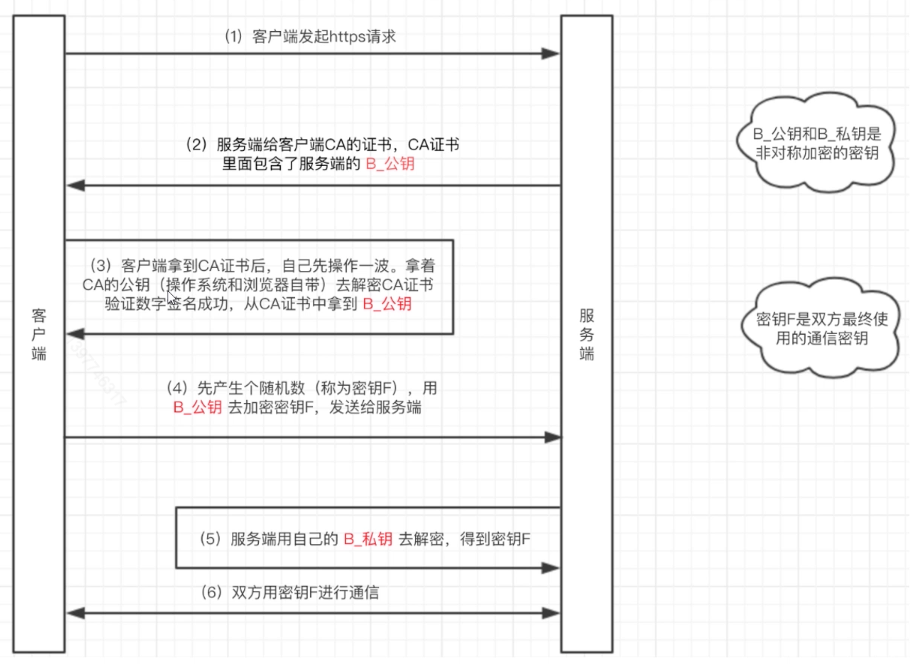 (1) 客户端发起https请求
(2) 服务端给客户端CA的证书，CA证书
里面包含了服务端的 B_公钥
B_公钥和B_私钥是
非对称加密的密钥
(3) 客户端拿到CA证书后，自己先操作一波。拿着
CA的公钥（操作系统和浏览器自带）去解密CA证书
验证数字签名成功，从CA证书中拿到 B_公钥
客
户
端
服
务
端
密钥F是双方最终使
用的通信密钥
(4) 先产生个随机数（称为密钥F），用
B_公钥 去加密密钥F，发送给服务端
(5) 服务端用自己的 B_私钥 去解密，得到密钥F
(6) 双方用密钥F进行通信